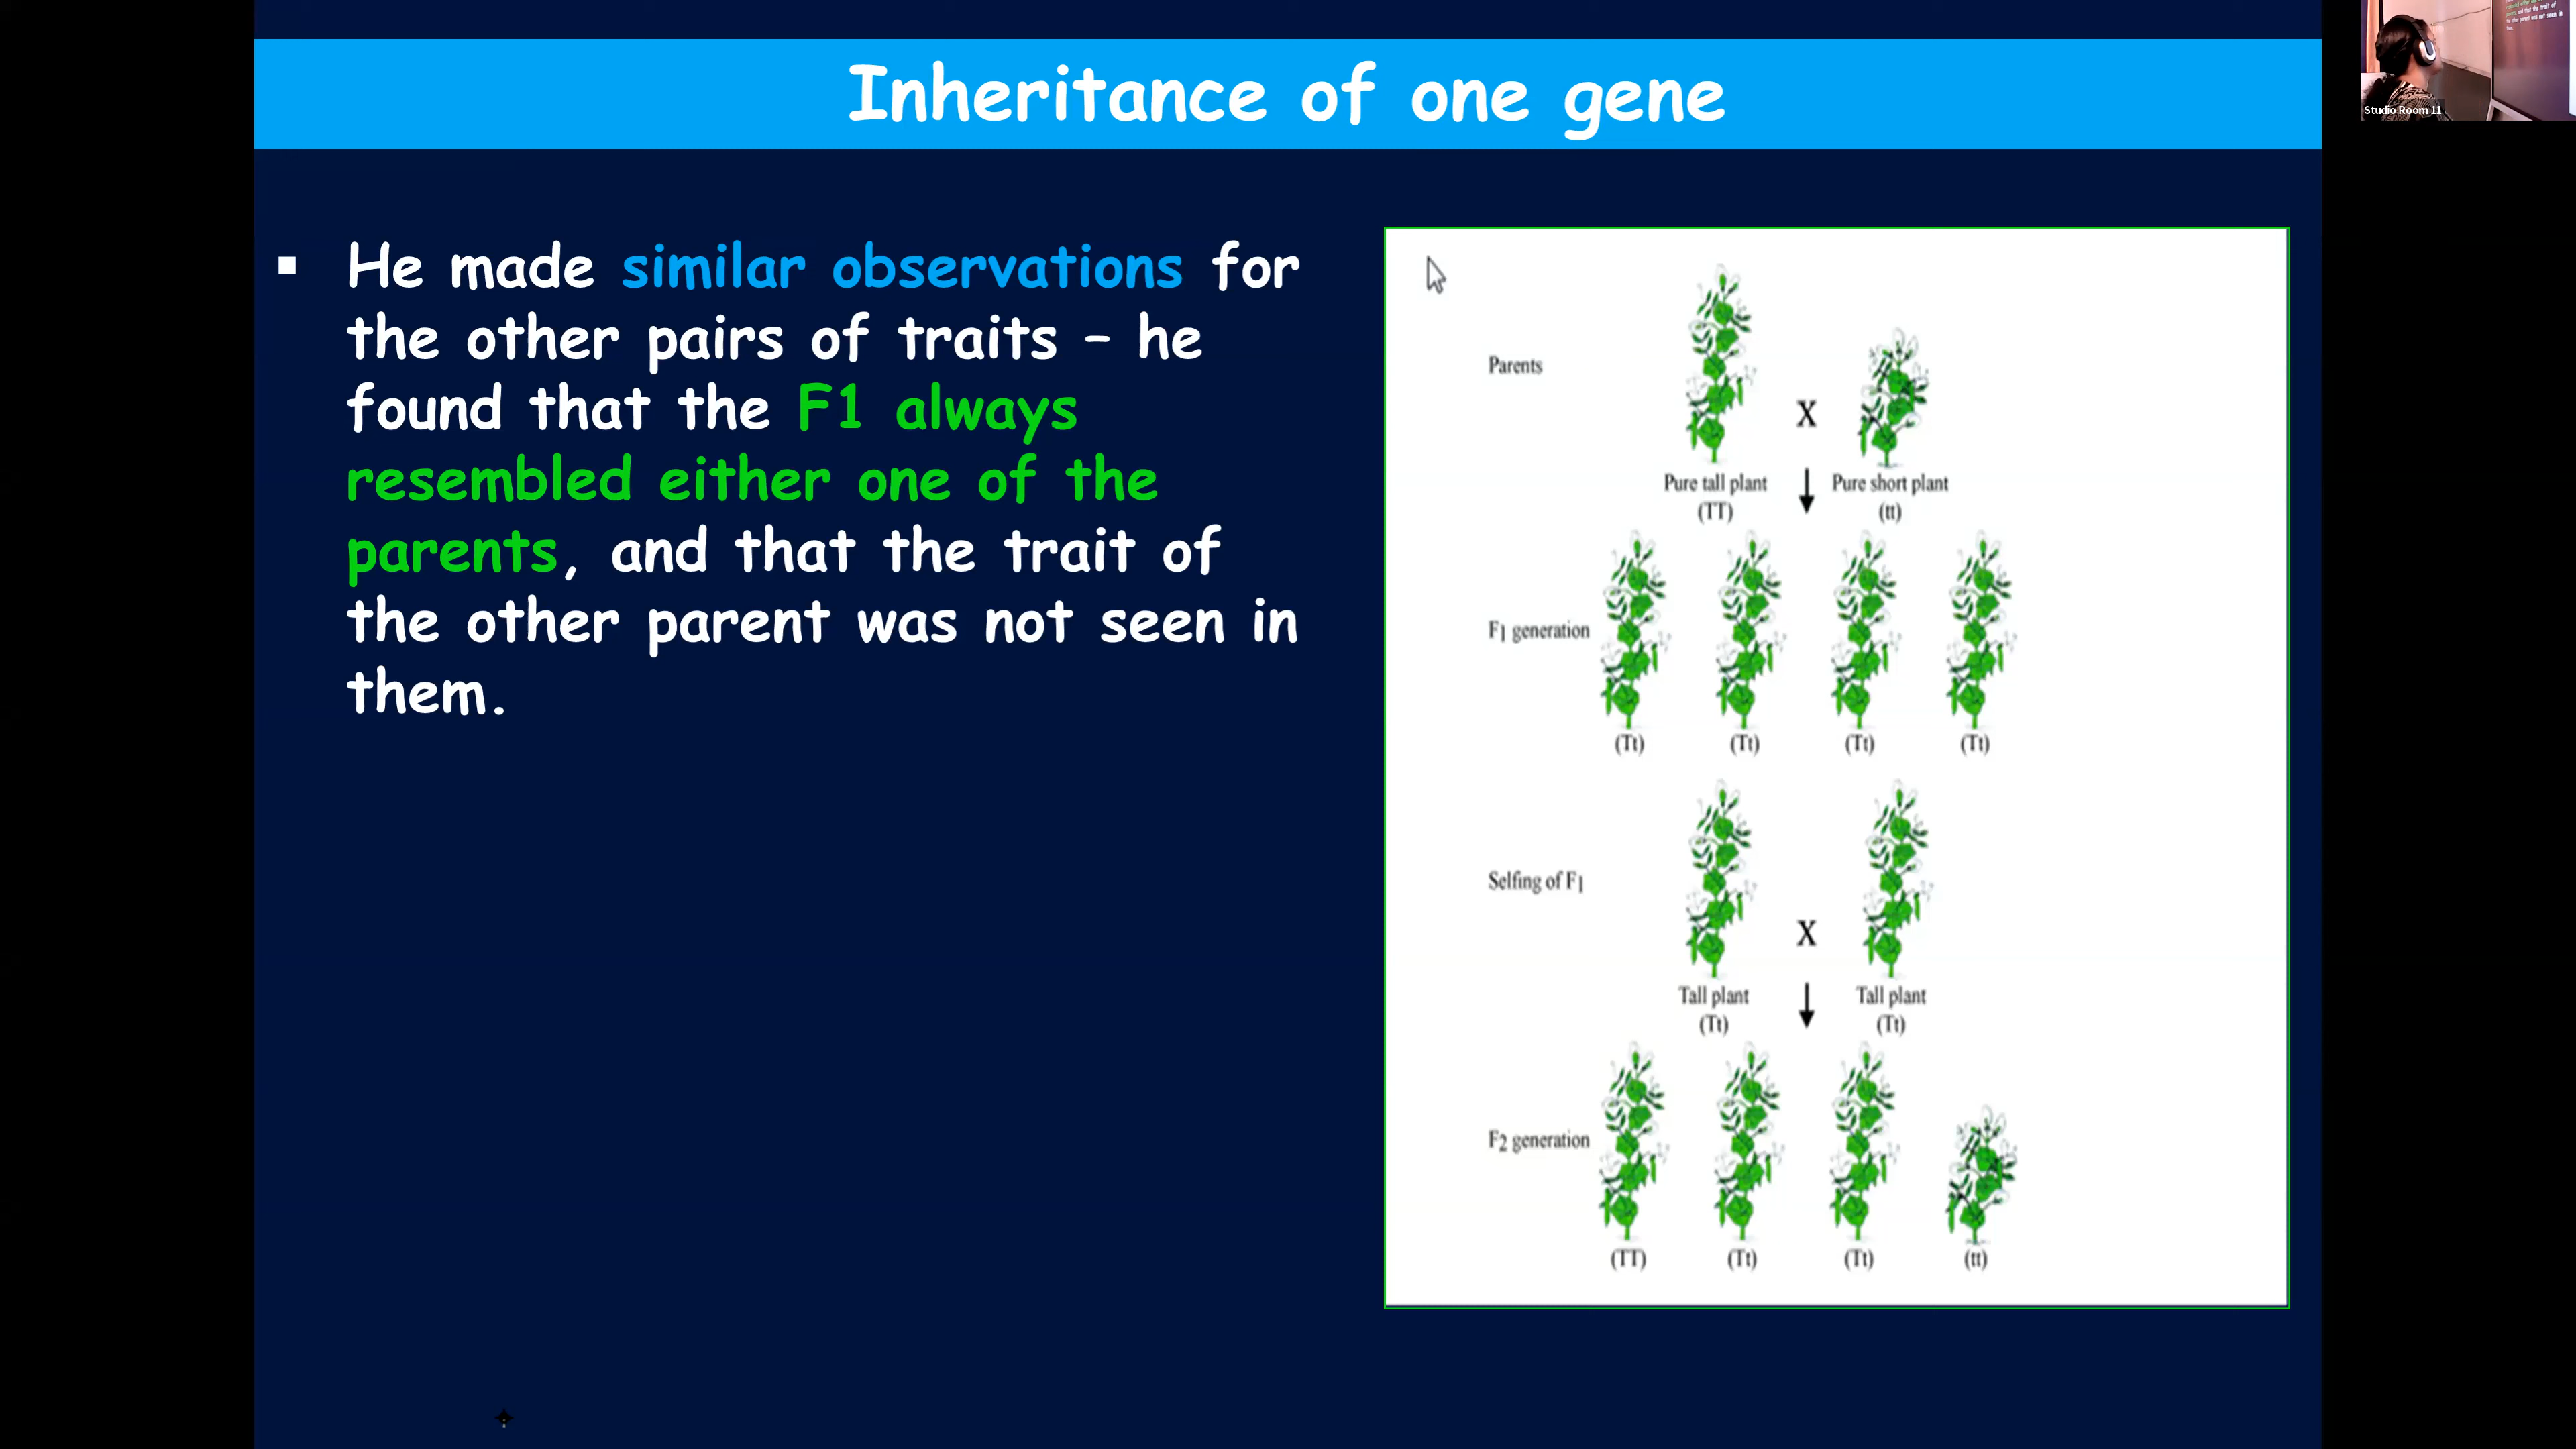 Inheritance of one gene
▪ He made similar observations for
the other pairs of traits – he
found that the F1 always
resembled either one of the
parents, and that the trait of
the other parent was not seen in
them.
Parents
X
Pure tall plant
(TT)
Pure short plant
(tt)
F1 generation
(Tt) (Tt) (Tt) (Tt)
Selfing of F1
X
Tall plant
(Tt)
Tall plant
(Tt)
F2 generation
(TT) (Tt) (Tt) (tt)
Studio Room 11